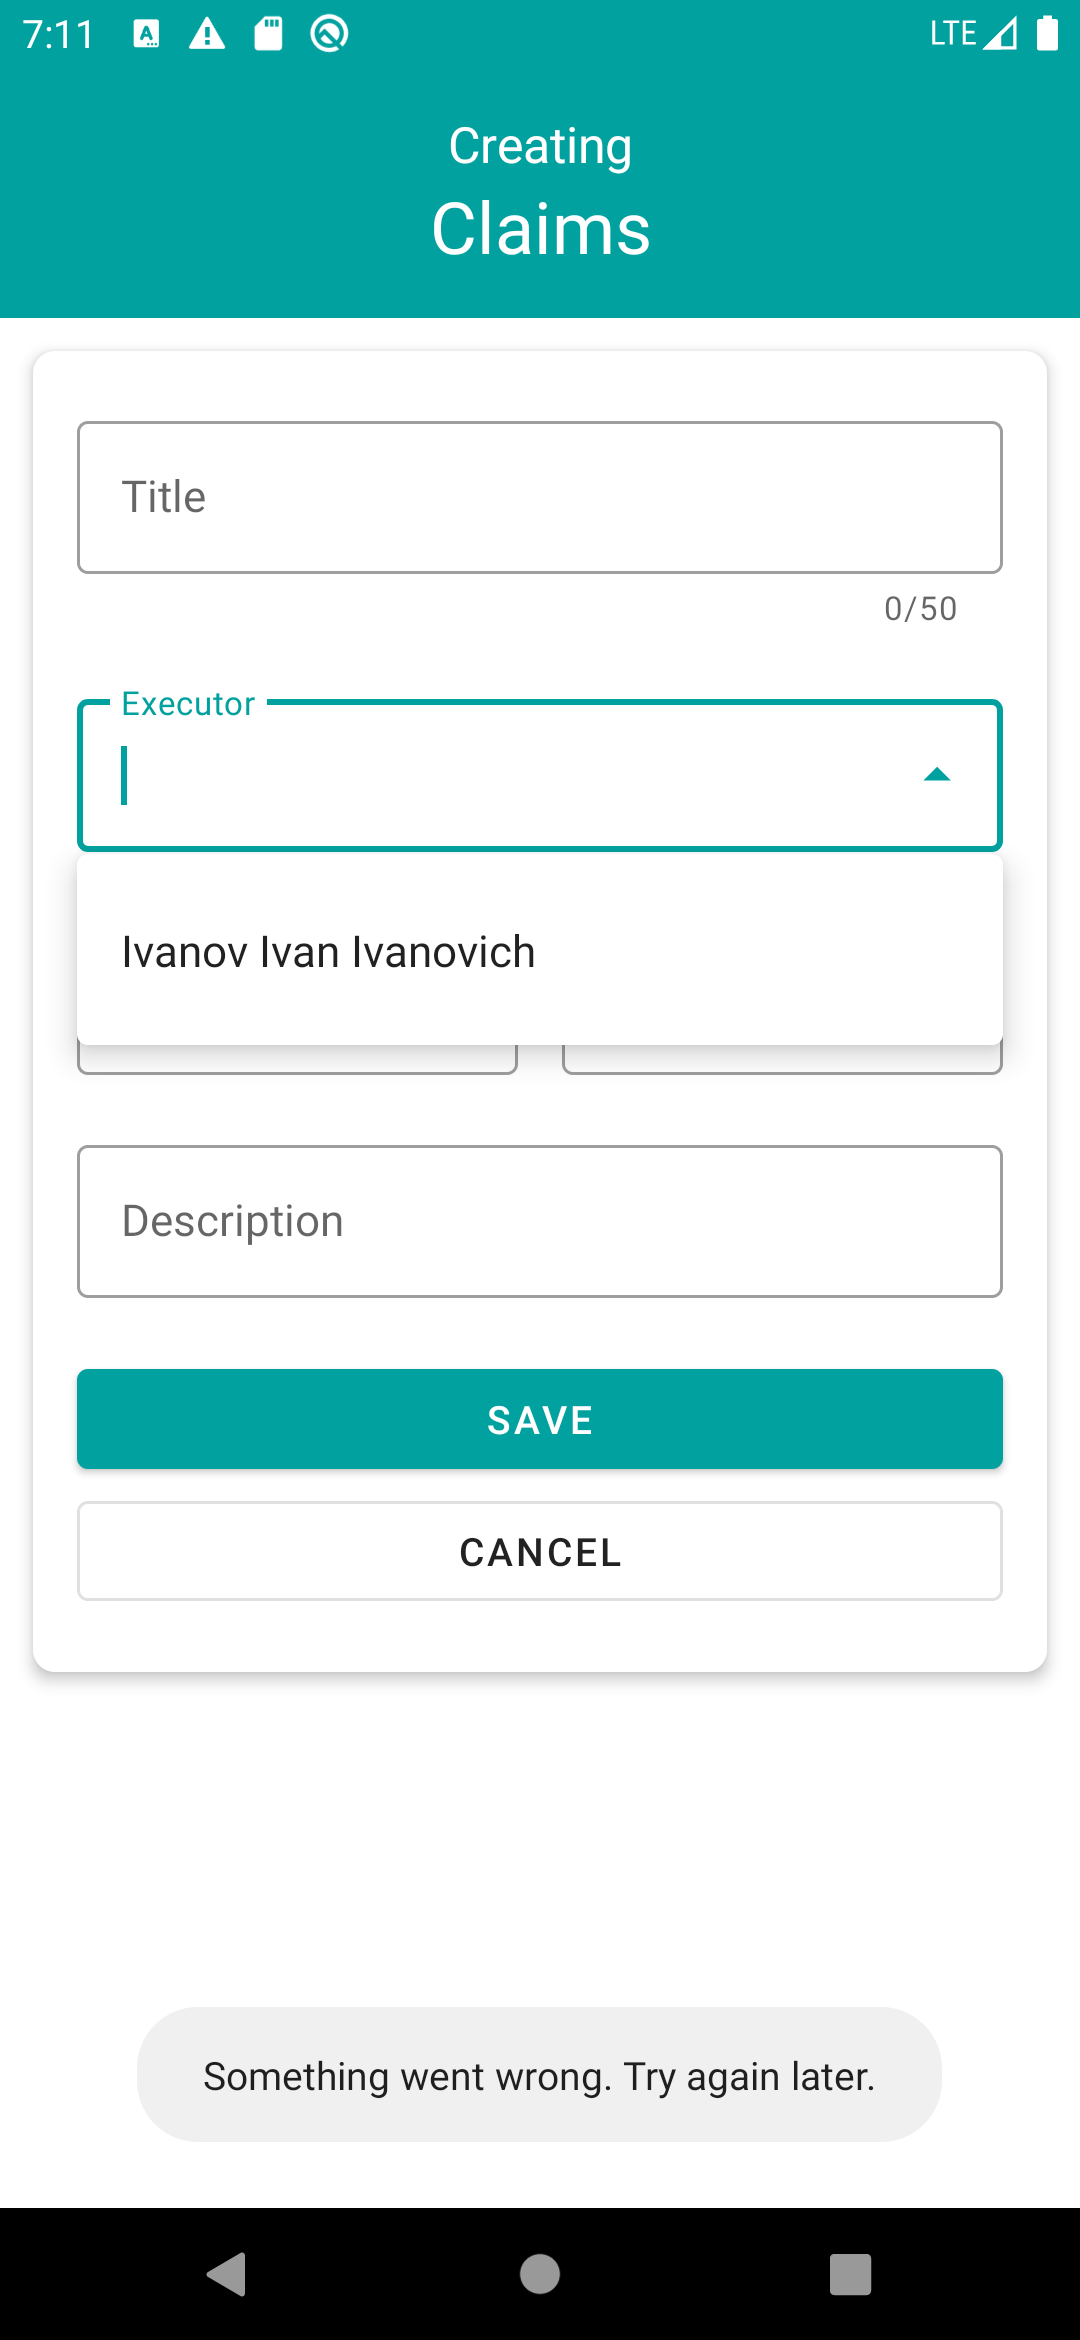 7:11
LTE
Creating
Claims
Title
0/50
Executor
Ivanov Ivan Ivanovich
Description
SAVE
CANCEL
Something went wrong. Try again later.